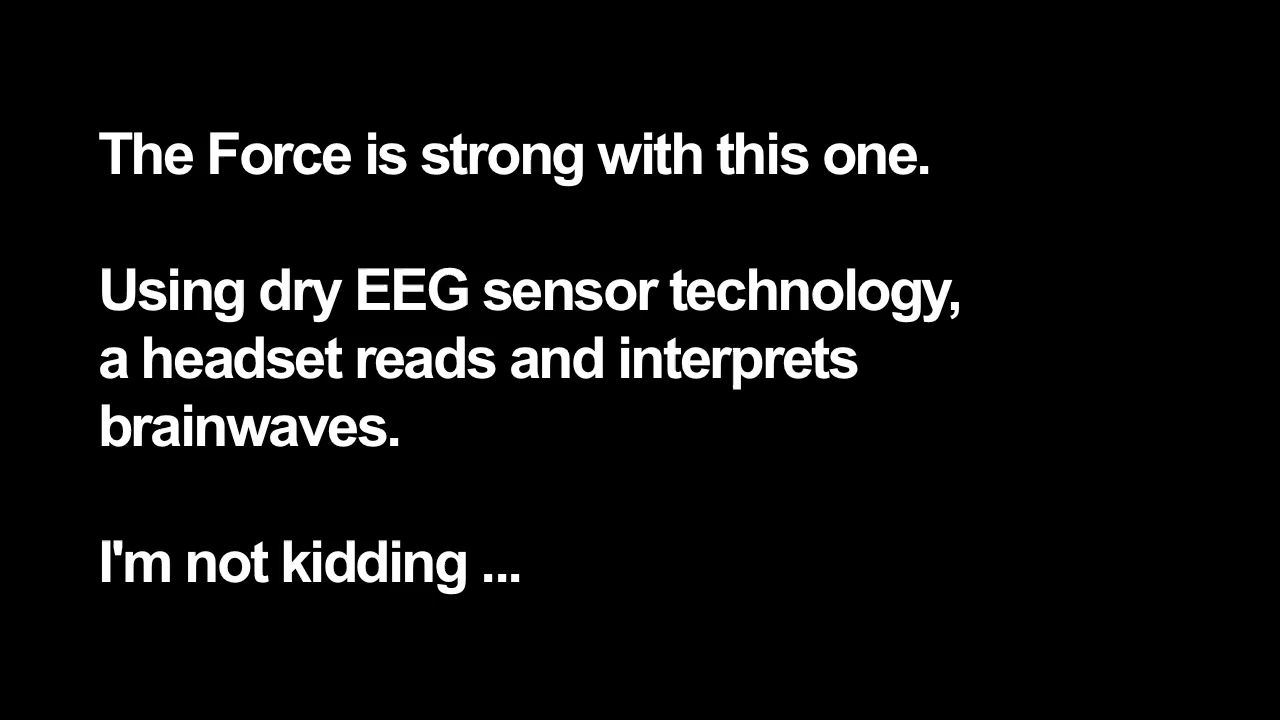 The Force is strong with this one.
Using dry EEG sensor technology,
a headset reads and interprets
brainwaves.
I'm not kidding ...